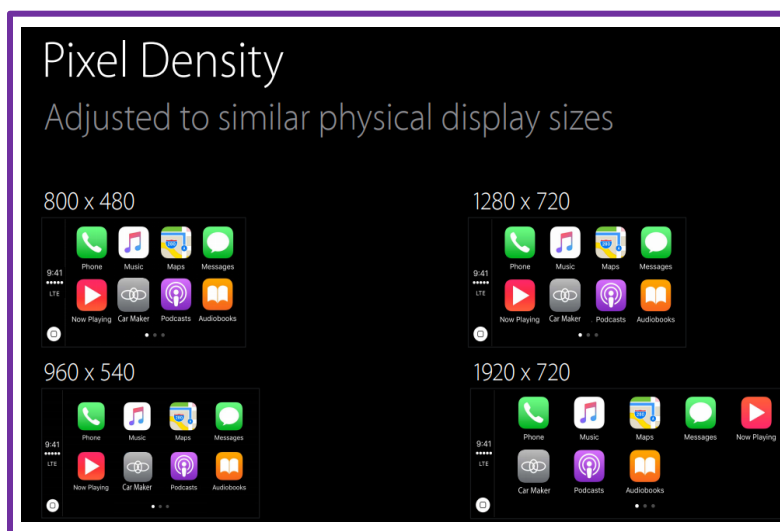 Pixel Density
Adjusted to similar physical display sizes
800 x 480
Phone Music Maps Messages
9:41
LTE
Now Playing Car Maker Podcasts Audiobooks
1280 x 720
Phone Music Maps Messages
9:41
LTE
Now Playing Car Maker Podcasts Audiobooks
960 x 540
Phone Music Maps Messages
9:41
LTE
Now Playing Car Maker Podcasts Audiobooks
1920 x 720
Phone Music Maps Messages Now Playing
9:41
LTE
Car Maker Podcasts Audiobooks